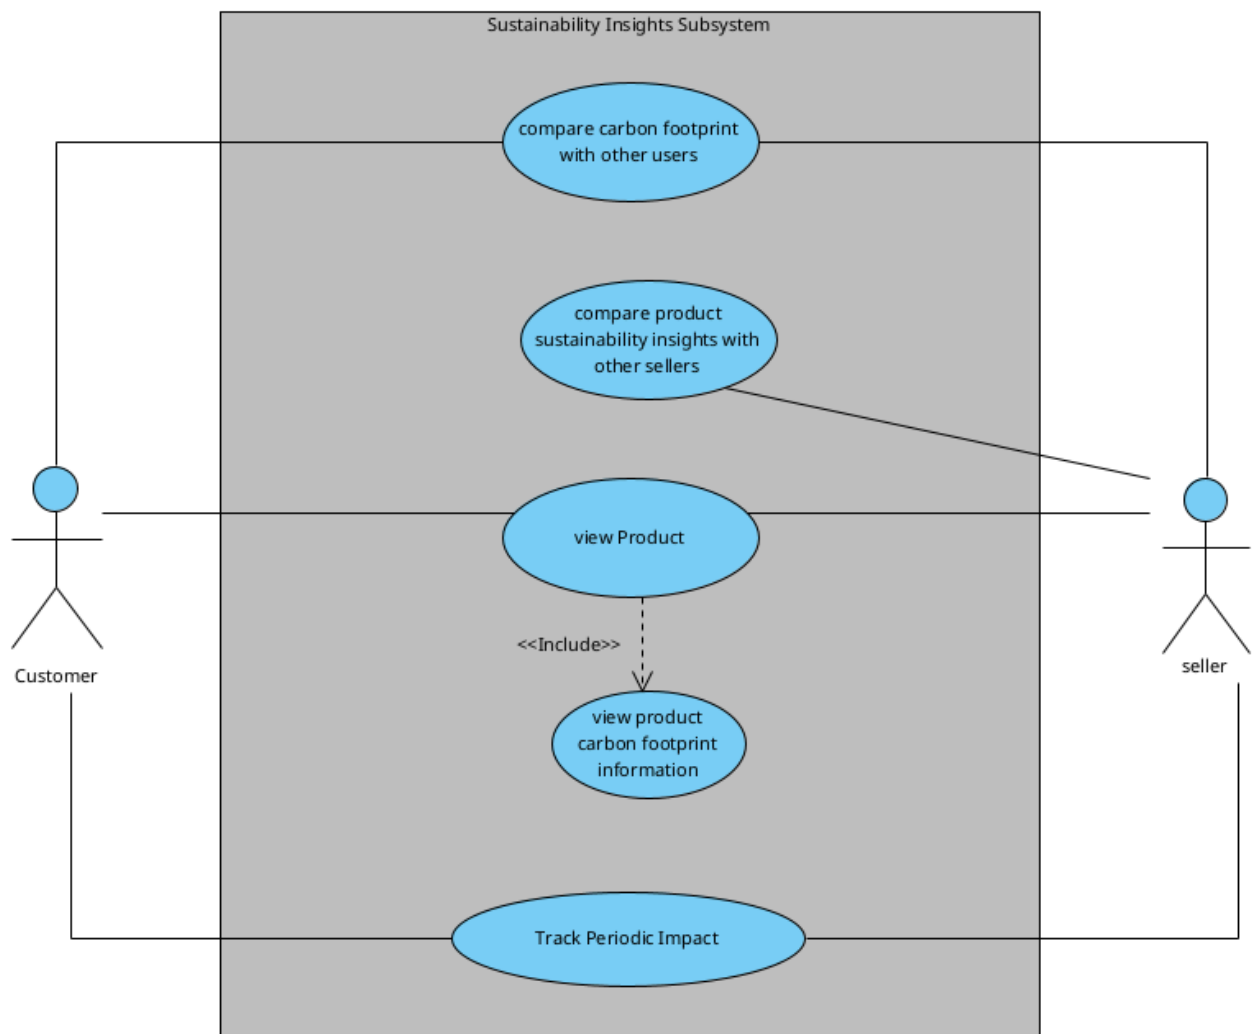 Sustainability Insights Subsystem
compare carbon footprint
with other users
compare product
sustainability insights with
other sellers
view Product
<<Include>>
Customer
seller
view product
carbon footprint
information
Track Periodic Impact